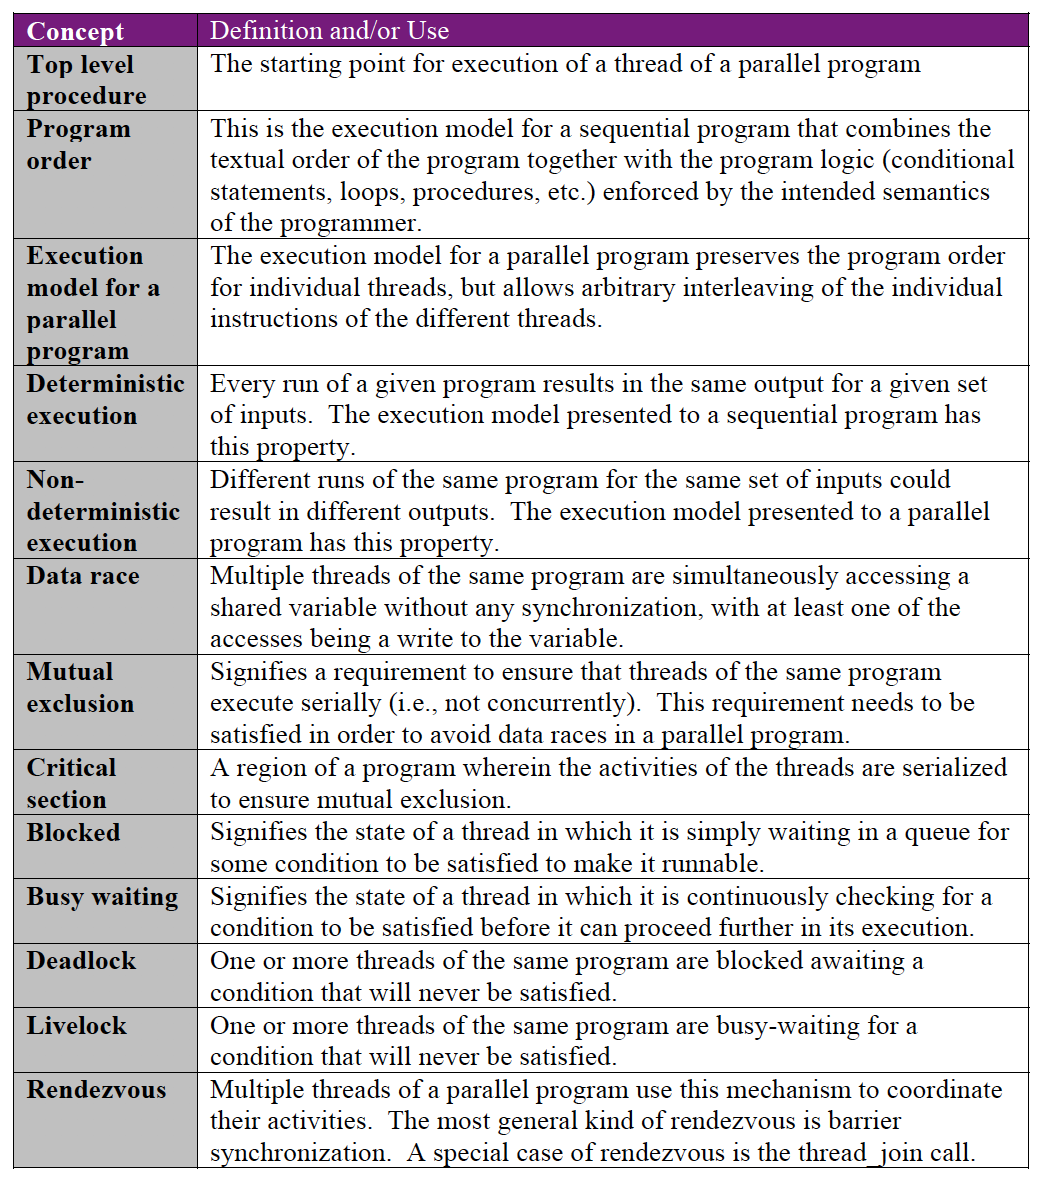 Concept Definition and/or Use
Top level The starting point for execution of a thread of a parallel program
procedure
Program This is the execution model for a sequential program that combines the
order textual order of the program together with the program logic (conditional
statements, loops, procedures, etc.) enforced by the intended semantics
of the programmer.
Execution The execution model for a parallel program preserves the program order
model for a for individual threads, but allows arbitrary interleaving of the individual
parallel instructions of the different threads.
program
Deterministic Every run of a given program results in the same output for a given set
execution of inputs.  The execution model presented to a sequential program has
this property.
Non- Different runs of the same program for the same set of inputs could
deterministic result in different outputs.  The execution model presented to a parallel
execution program has this property.
Data race Multiple threads of the same program are simultaneously accessing a
shared variable without any synchronization, with at least one of the
accesses being a write to the variable.
Mutual Signifies a requirement to ensure that threads of the same program
exclusion execute serially (i.e., not concurrently).  This requirement needs to be
satisfied in order to avoid data races in a parallel program.
Critical A region of a program wherein the activities of the threads are serialized
section to ensure mutual exclusion.
Blocked Signifies the state of a thread in which it is simply waiting in a queue for
some condition to be satisfied to make it runnable.
Busy waiting Signifies the state of a thread in which it is continuously checking for a
condition to be satisfied before it can proceed further in its execution.
Deadlock One or more threads of the same program are blocked awaiting a
condition that will never be satisfied.
Livelock One or more threads of the same program are busy-waiting for a
condition that will never be satisfied.
Rendezvous Multiple threads of a parallel program use this mechanism to coordinate
their activities.  The most general kind of rendezvous is barrier
synchronization.  A special case of rendezvous is the thread_join call.